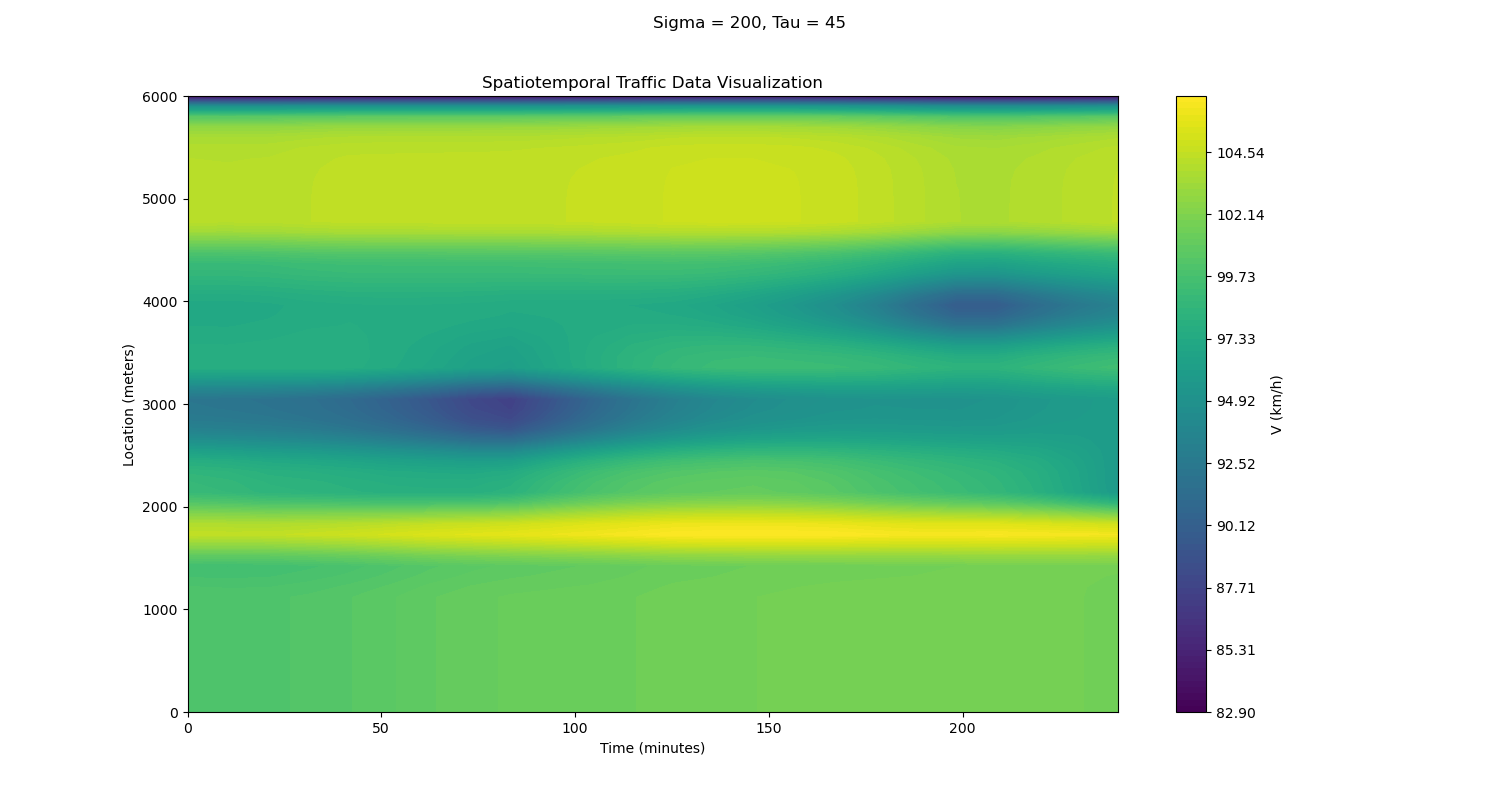 Sigma = 200, Tau = 45
Spatiotemporal Traffic Data Visualization
6000
5000
4000
3000
2000
1000
0
Location (meters)
0 50 100 150 200
Time (minutes)
104.54
102.14
99.73
97.33
94.92
92.52
90.12
87.71
85.31
82.90
V (km/h)